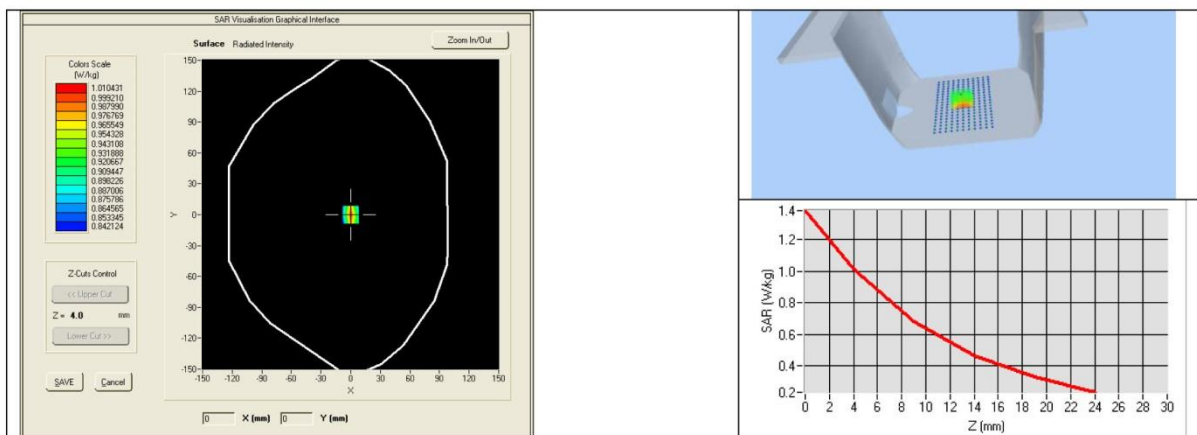 SAR Visualisation Graphical Interface
Surface Radiated Intensity
Zoom In/Out
Colors Scale
(W/kg)
1.010431
0.999210
0.987990
0.976769
0.965549
0.954328
0.943108
0.931888
0.920667
0.909447
0.898226
0.887006
0.875786
0.864565
0.853345
0.842124
Z-Cuts Control
<< Upper Cut
Z = 4.0 mm
Lower Cut >>
SAVE Cancel
150
120
90
60
30
0
-30
-60
-90
-120
-150
Y
-150 -120 -90 -60 -30 0 30 60 90 120 150
X
0 X (mm) 0 Y (mm)
1.4
1.2
1.0
0.8
0.6
0.4
0.2
SAR (W/kg)
0 2 4 6 8 10 12 14 16 18 20 22 24 26 28 30
Z (mm)